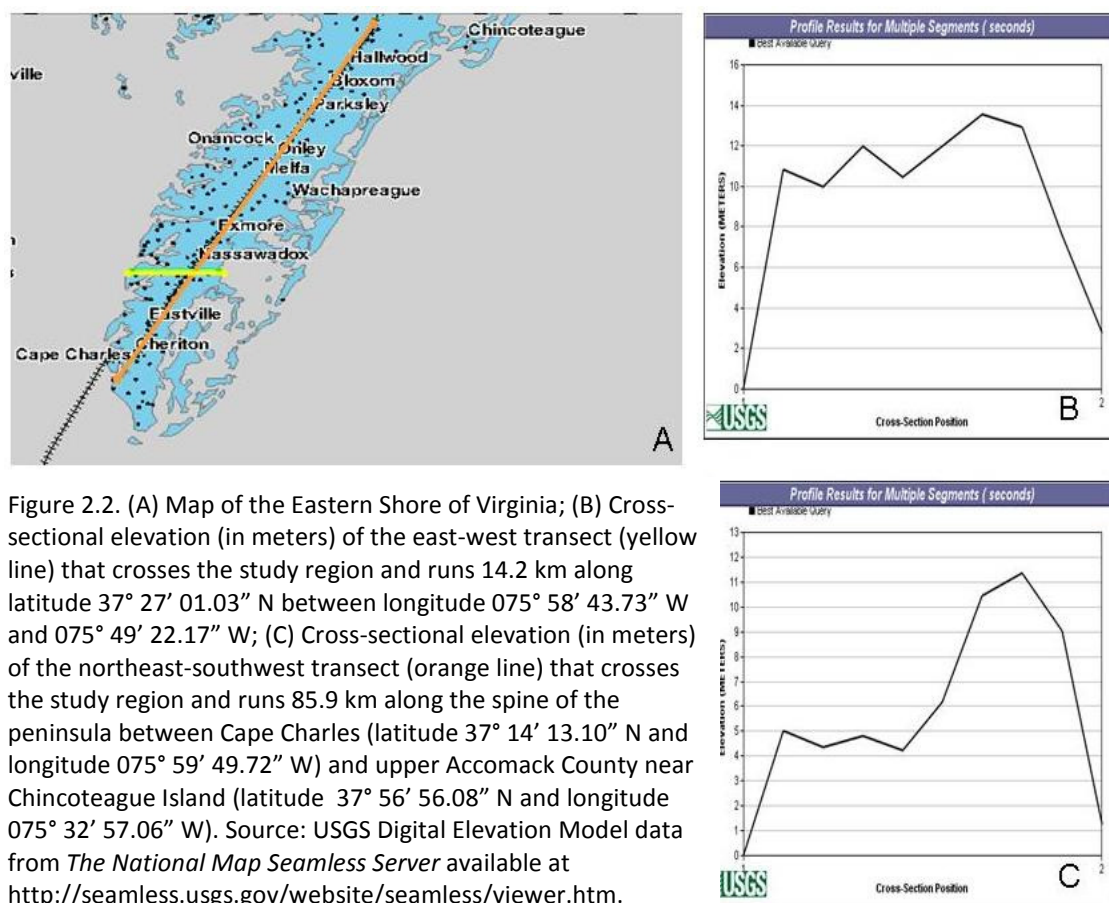 Chincoteague
Hallwood
ville
Bloxom
Parksley
Onancock
Onley
Melfa
Wachapreague
Exmore
Nassawadox
Eastville
Cheriton
Cape Charles
A
Profile Results for Multiple Segments ( seconds)
Best Available Query
16
14
12
10
8
6
4
2
0
Elevation (METERS)
1
2
Cross-Section Position
B
USGS
Figure 2.2. (A) Map of the Eastern Shore of Virginia; (B) Cross-
sectional elevation (in meters) of the east-west transect (yellow
line) that crosses the study region and runs 14.2 km along
latitude 37° 27’ 01.03” N between longitude 075° 58’ 43.73” W
and 075° 49’ 22.17” W; (C) Cross-sectional elevation (in meters)
of the northeast-southwest transect (orange line) that crosses
the study region and runs 85.9 km along the spine of the
peninsula between Cape Charles (latitude 37° 14’ 13.10” N and
longitude 075° 59’ 49.72” W) and upper Accomack County near
Chincoteague Island (latitude  37° 56’ 56.08” N and longitude
075° 32’ 57.06” W). Source: USGS Digital Elevation Model data
from The National Map Seamless Server available at
http://seamless.usgs.gov/website/seamless/viewer.htm.
Profile Results for Multiple Segments ( seconds)
Best Available Query
13
12
11
10
9
8
7
6
5
4
3
2
1
0
Elevation (METERS)
1
2
Cross-Section Position
C
USGS